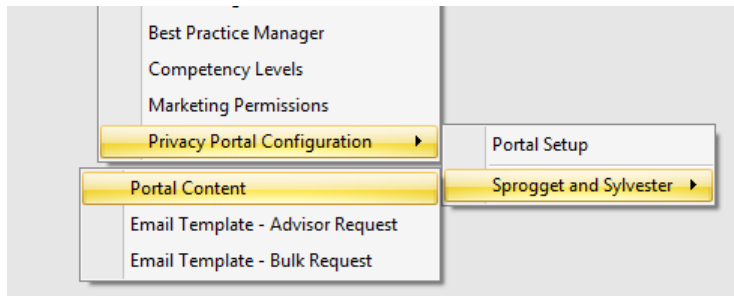 Best Practice Manager
Competency Levels
Marketing Permissions
Privacy Portal Configuration
Portal Setup
Sprogget and Sylvester
Portal Content
Email Template - Advisor Request
Email Template - Bulk Request